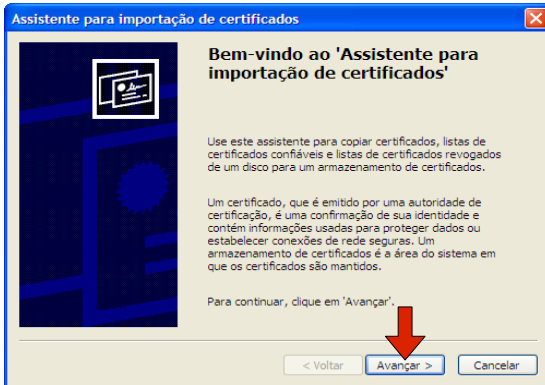 Assistente para importação de certificados
Bem-vindo ao 'Assistente para
importação de certificados'
Use este assistente para copiar certificados, listas de
certificados confiáveis e listas de certificados revogados
de um disco para um armazenamento de certificados.
Um certificado, que é emitido por uma autoridade de
certificação, é uma confirmação de sua identidade e
contém informações usadas para proteger dados ou
estabelecer conexões de rede seguras. Um
armazenamento de certificados é a área do sistema em
que os certificados são mantidos.
Para continuar, clique em 'Avançar'.
< Voltar Avançar > Cancelar